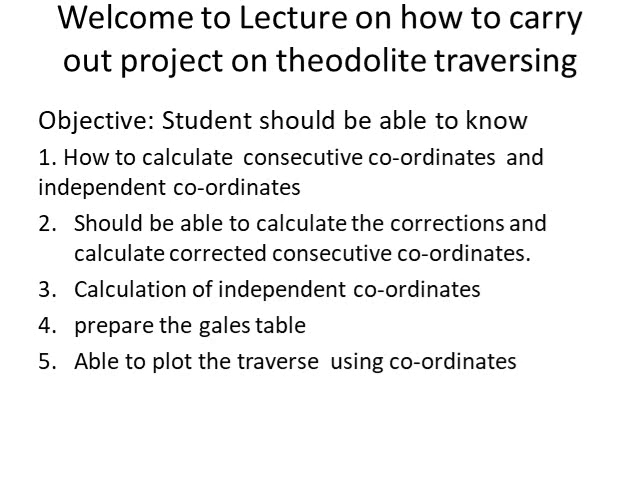 Welcome to Lecture on how to carry
out project on theodolite traversing
Objective: Student should be able to know
1. How to calculate consecutive co-ordinates and
independent co-ordinates
2. Should be able to calculate the corrections and
calculate corrected consecutive co-ordinates.
3. Calculation of independent co-ordinates
4. prepare the gales table
5. Able to plot the traverse using co-ordinates